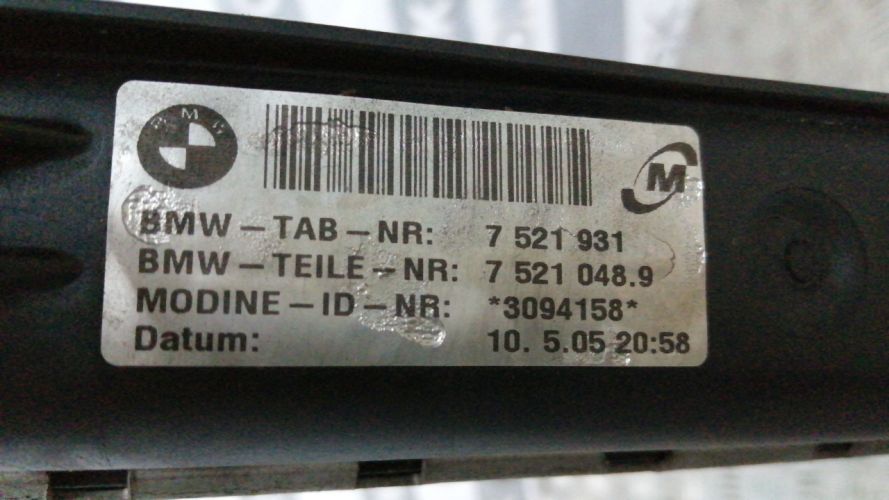 BMW
M
BMW-TAB-NR: 7 521 931
BMW-TEILE-NR: 7 521 048.9
MODINE-ID-NR: *3094158*
Datum: 10. 5.05 20:58